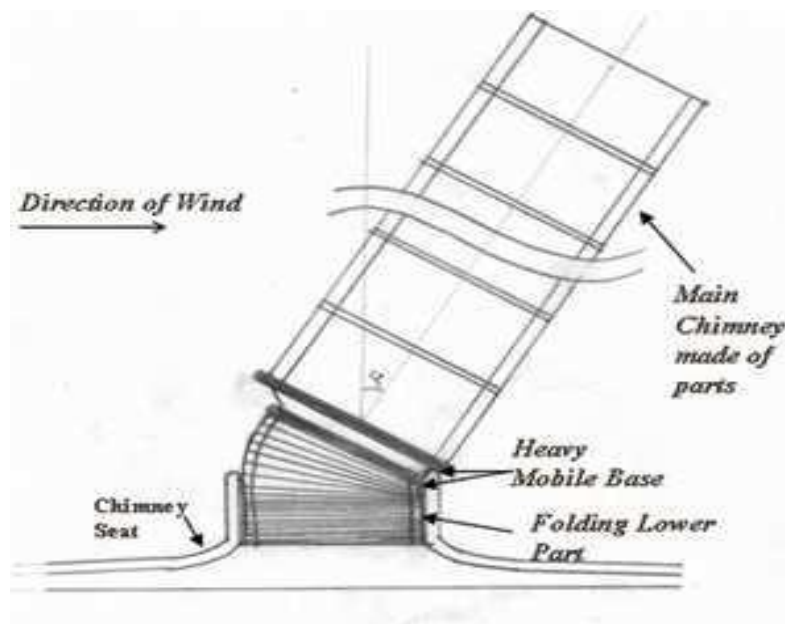 Direction of Wind
Main
Chimney
made of
parts
Heavy
Mobile Base
Chimney
Seat
Folding Lower
Part